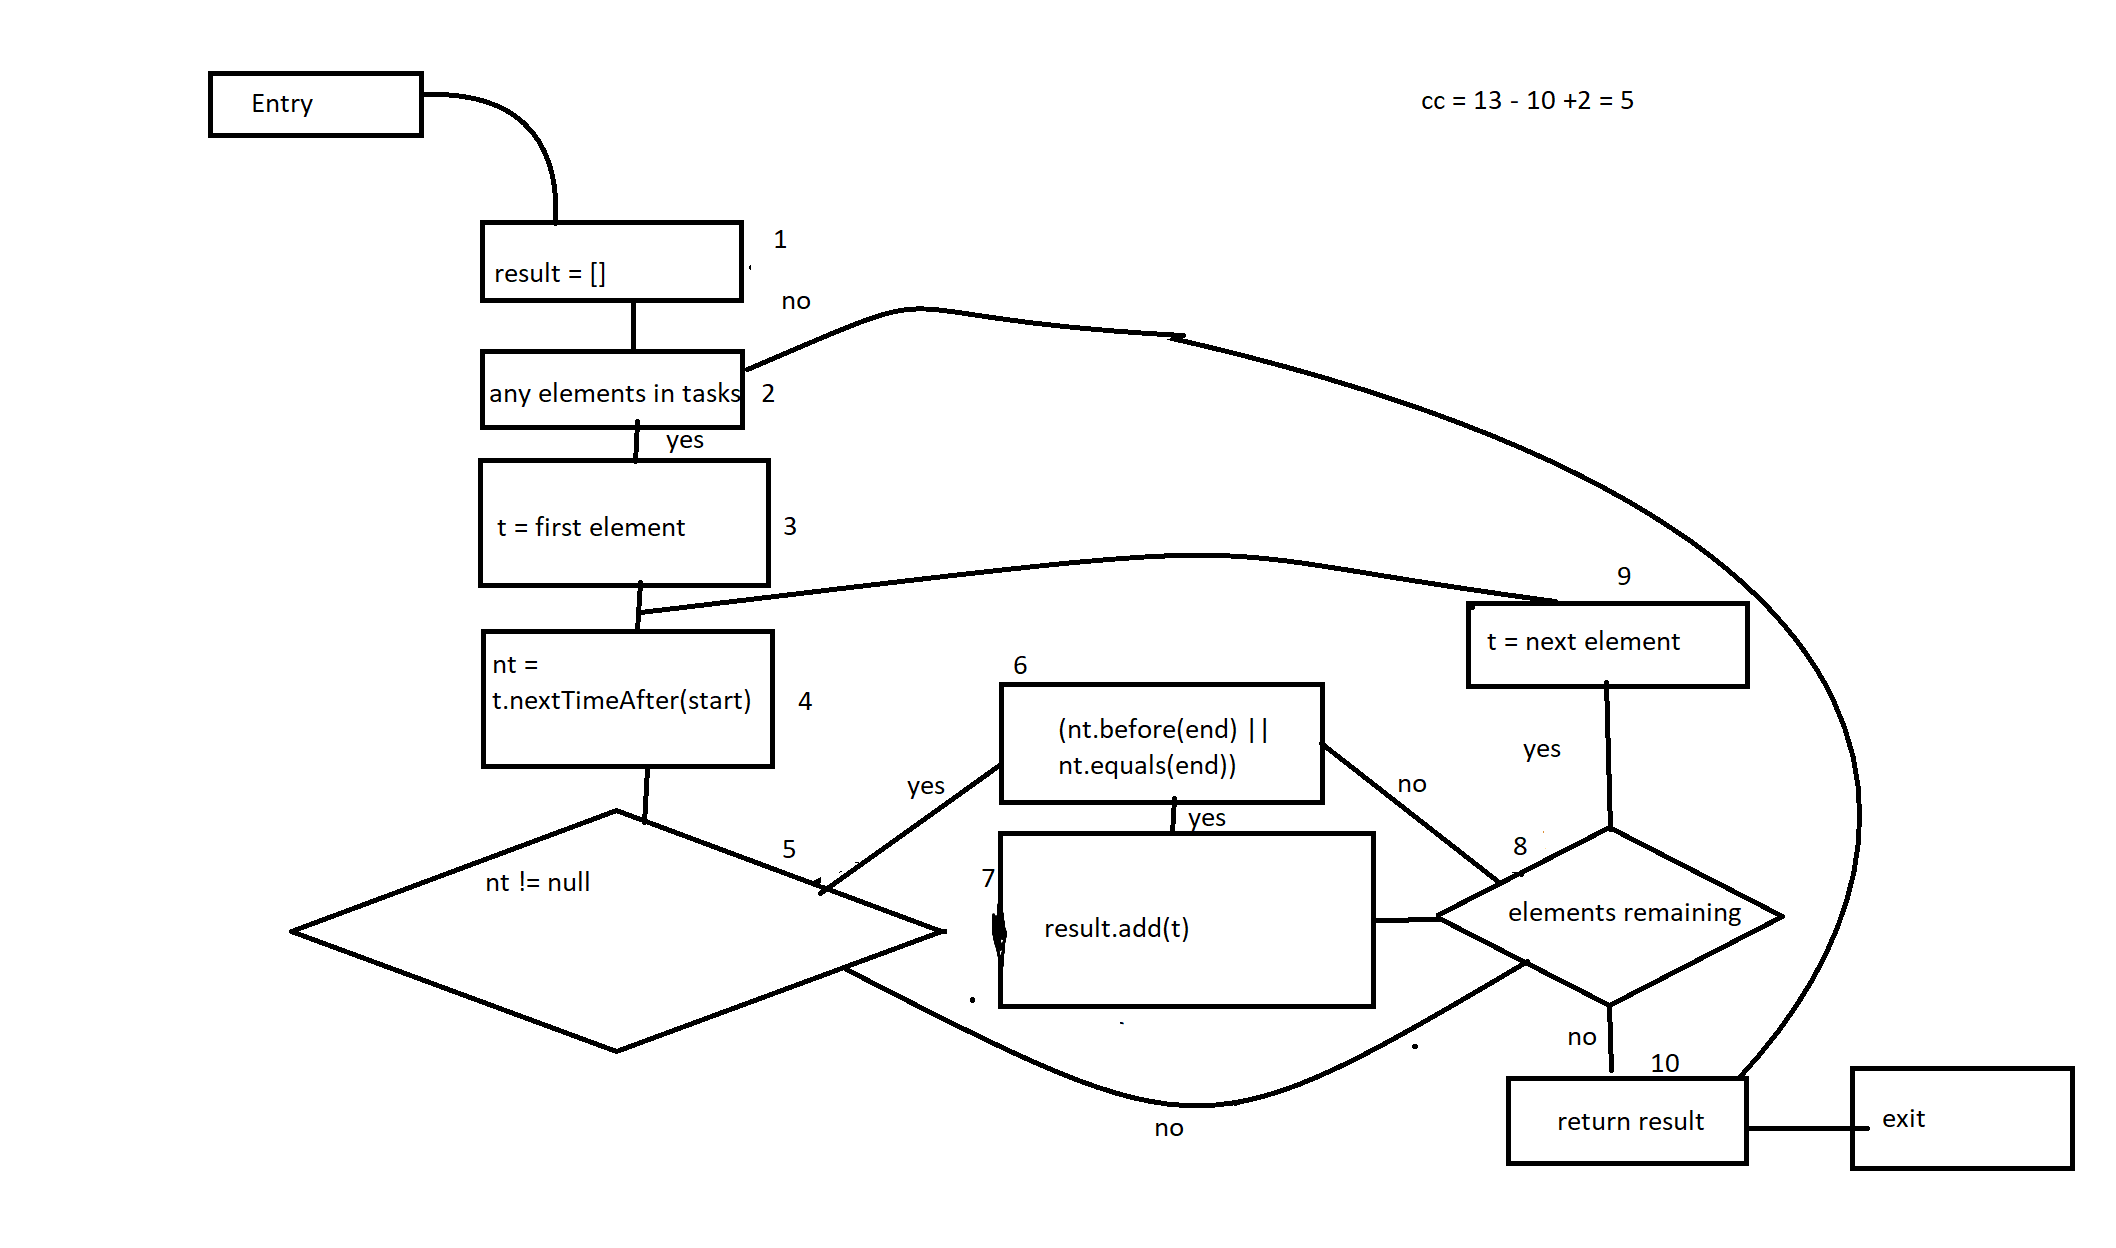 Entry
cc = 13 - 10 +2 = 5
1
result = []
no
any elements in tasks
2
yes
t = first element
3
9
t = next element
nt =
t.nextTimeAfter(start)
4
6
(nt.before(end) ||
nt.equals(end))
yes
no
yes
yes
5
nt != null
7
result.add(t)
8
elements remaining
no
no
10
return result
exit